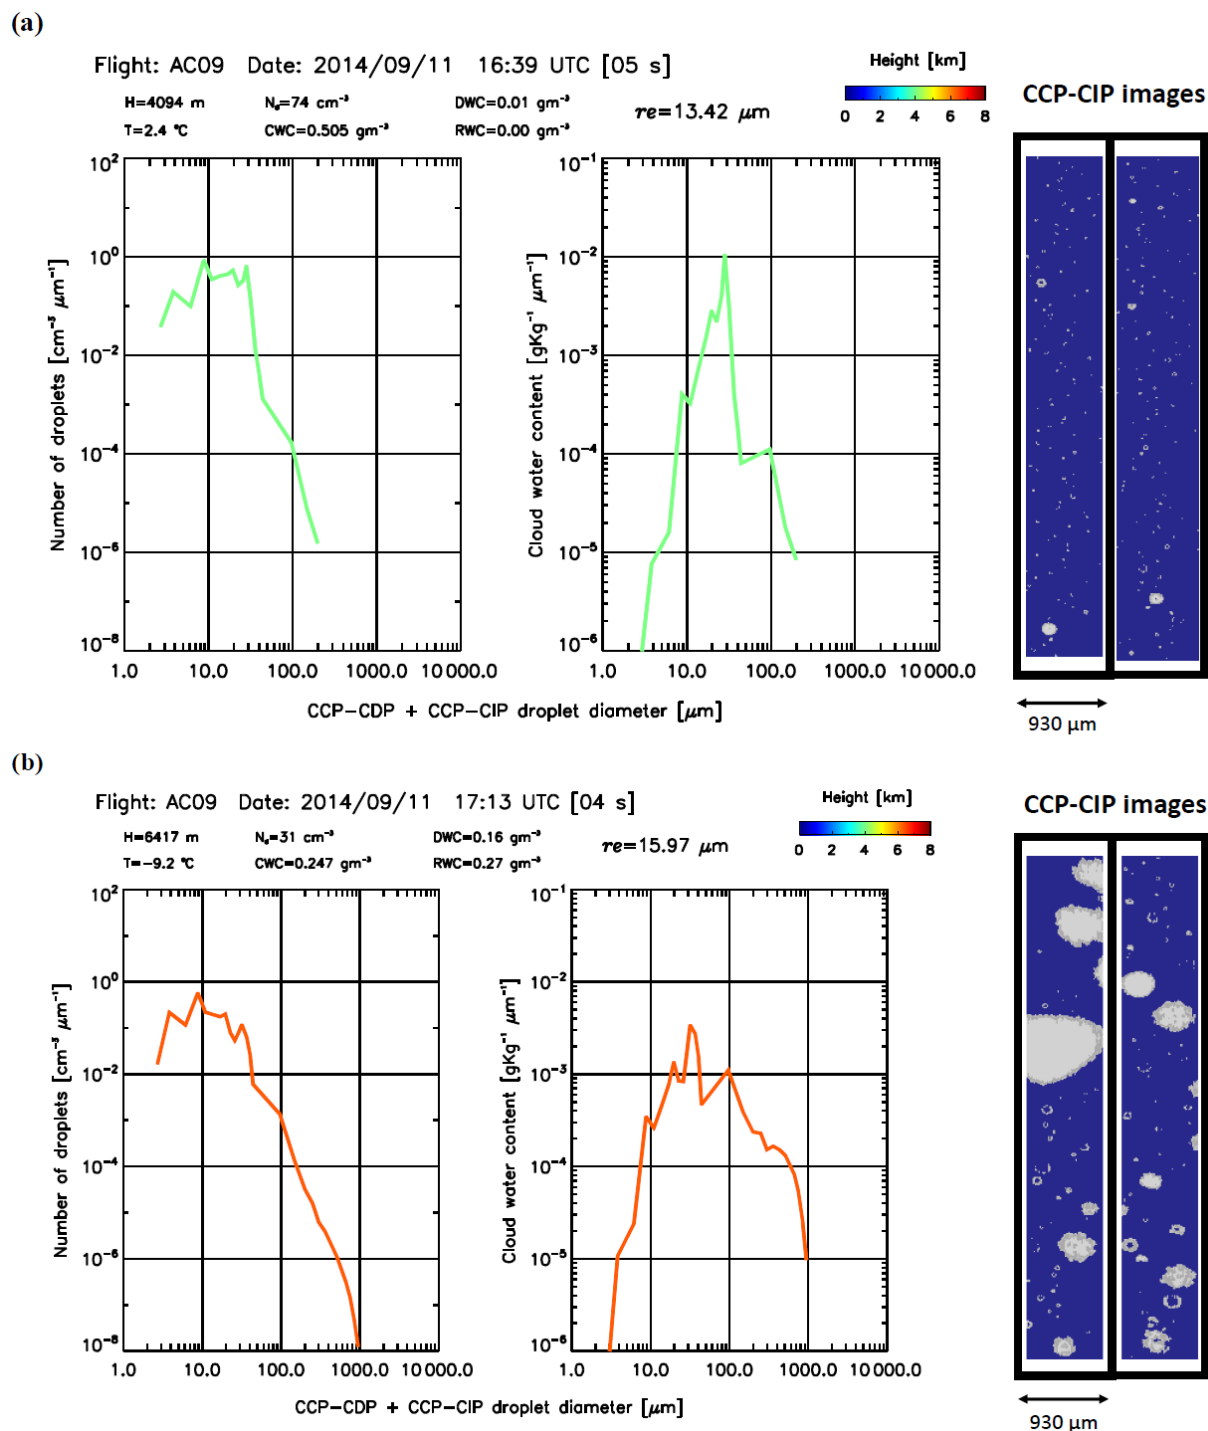 (a)
Flight: AC09 Date: 2014/09/11 16:39 UTC [05 s]
Height [km]
H=4094 m Nₐ=74 cm⁻³ DWC=0.01 gm⁻³
T=2.4 °C CWC=0.505 gm⁻³ RWC=0.00 gm⁻³
re=13.42 μm
0 2 4 6 8
CCP-CIP images
Number of droplets [cm⁻³ μm⁻¹]
10²
10⁰
10⁻²
10⁻⁴
10⁻⁶
10⁻⁸
1.0 10.0 100.0 1000.0 10000.0
Cloud water content [gKg⁻¹ μm⁻¹]
10⁻¹
10⁻²
10⁻³
10⁻⁴
10⁻⁵
10⁻⁶
1.0 10.0 100.0 1000.0 10000.0
CCP-CDP + CCP-CIP droplet diameter [μm]
930 μm
(b)
Flight: AC09 Date: 2014/09/11 17:13 UTC [04 s]
Height [km]
H=6417 m Nₐ=31 cm⁻³ DWC=0.16 gm⁻³
T=-9.2 °C CWC=0.247 gm⁻³ RWC=0.27 gm⁻³
re=15.97 μm
0 2 4 6 8
CCP-CIP images
Number of droplets [cm⁻³ μm⁻¹]
10²
10⁰
10⁻²
10⁻⁴
10⁻⁶
10⁻⁸
1.0 10.0 100.0 1000.0 10000.0
Cloud water content [gKg⁻¹ μm⁻¹]
10⁻¹
10⁻²
10⁻³
10⁻⁴
10⁻⁵
10⁻⁶
1.0 10.0 100.0 1000.0 10000.0
CCP-CDP + CCP-CIP droplet diameter [μm]
930 μm